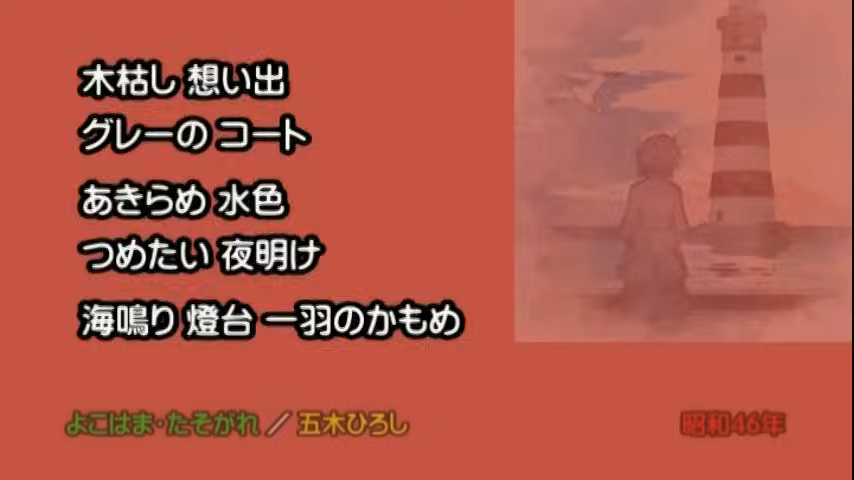 木枯し 想い出
グレーの コート
あきらめ 水色
つめたい 夜明け
海鳴り 燈台 一羽のかもめ
よこはま・たそがれ ／ 五木ひろし
昭和46年